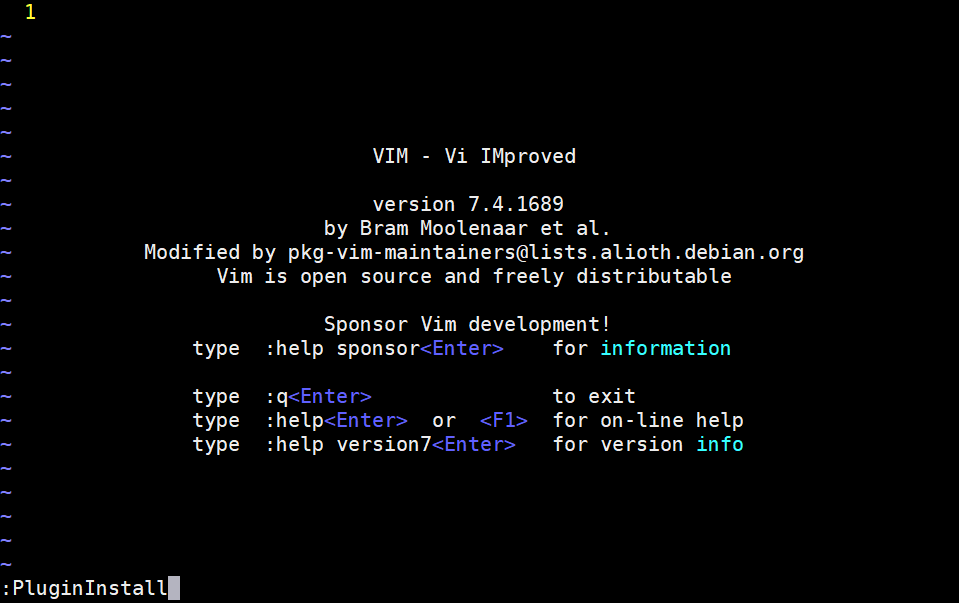 1
~
~
~
~
~
~ VIM - Vi IMproved
~
~ version 7.4.1689
~ by Bram Moolenaar et al.
~ Modified by pkg-vim-maintainers@lists.alioth.debian.org
~ Vim is open source and freely distributable
~
~ Sponsor Vim development!
~ type :help sponsor<Enter> for information
~
~ type :q<Enter> to exit
~ type :help<Enter> or <F1> for on-line help
~ type :help version7<Enter> for version info
~
~
~
~
~
:PluginInstall